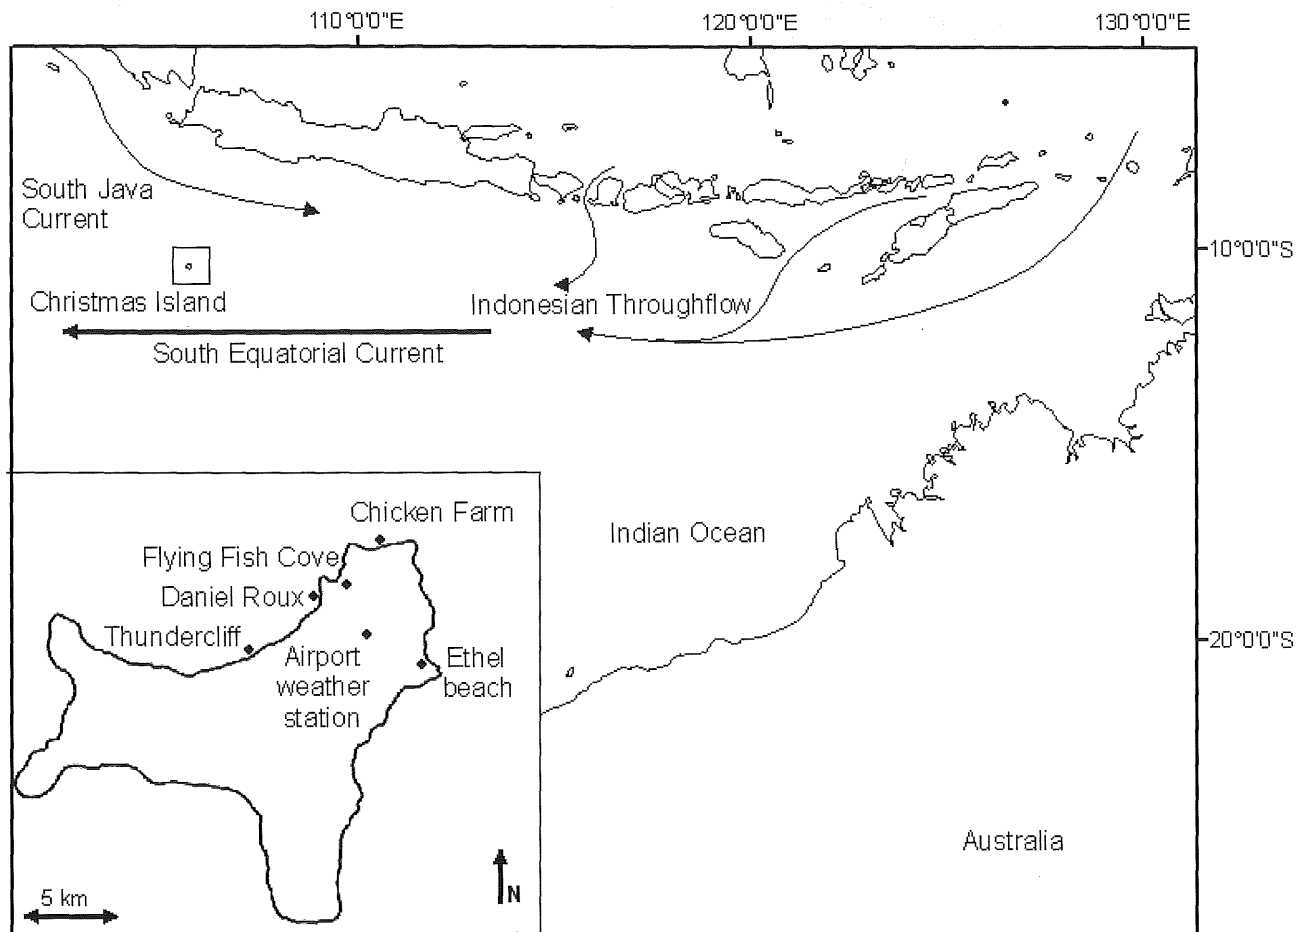 110°0'0"E
120°0'0"E
130°0'0"E
South Java
Current
10°0'0"S
Christmas Island
Indonesian Throughflow
South Equatorial Current
Chicken Farm
Indian Ocean
Flying Fish Cove
Daniel Roux
Thundercliff
20°0'0"S
Airport
weather
station
Ethel
beach
Australia
5 km
N